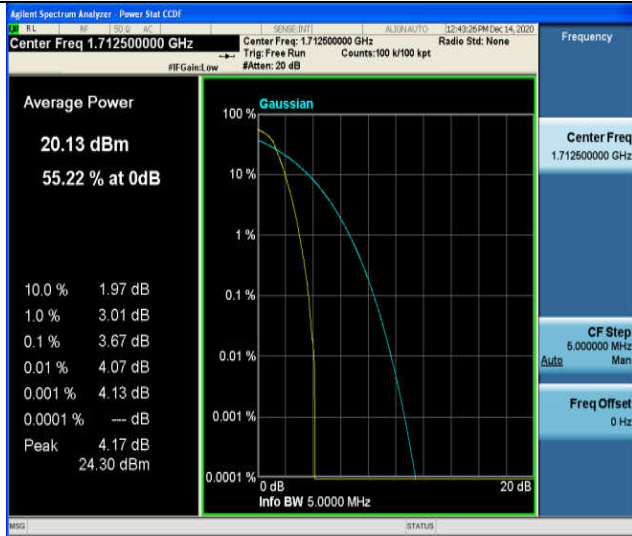 Agilent Spectrum Analyzer - Power Stat CCDF
RL RF 50 Ω AC SENSE:INT ALIGNAUTO 12:43:26PM Dec 14, 2020
Center Freq 1.712500000 GHz
Center Freq: 1.712500000 GHz Radio Std: None
Trig: Free Run Counts:100 k/100 kpt
#IFGain:Low #Atten: 20 dB
Frequency
Average Power
20.13 dBm
55.22 % at 0dB
10.0 % 1.97 dB
1.0 % 3.01 dB
0.1 % 3.67 dB
0.01 % 4.07 dB
0.001 % 4.13 dB
0.0001 % --- dB
Peak 4.17 dB
24.30 dBm
Gaussian
100 %
10 %
1 %
0.1 %
0.01 %
0.001 %
0.0001 %
0 dB 20 dB
Info BW 5.0000 MHz
Center Freq
1.712500000 GHz
CF Step
5.000000 MHz
Auto Man
Freq Offset
0 Hz
MSG STATUS